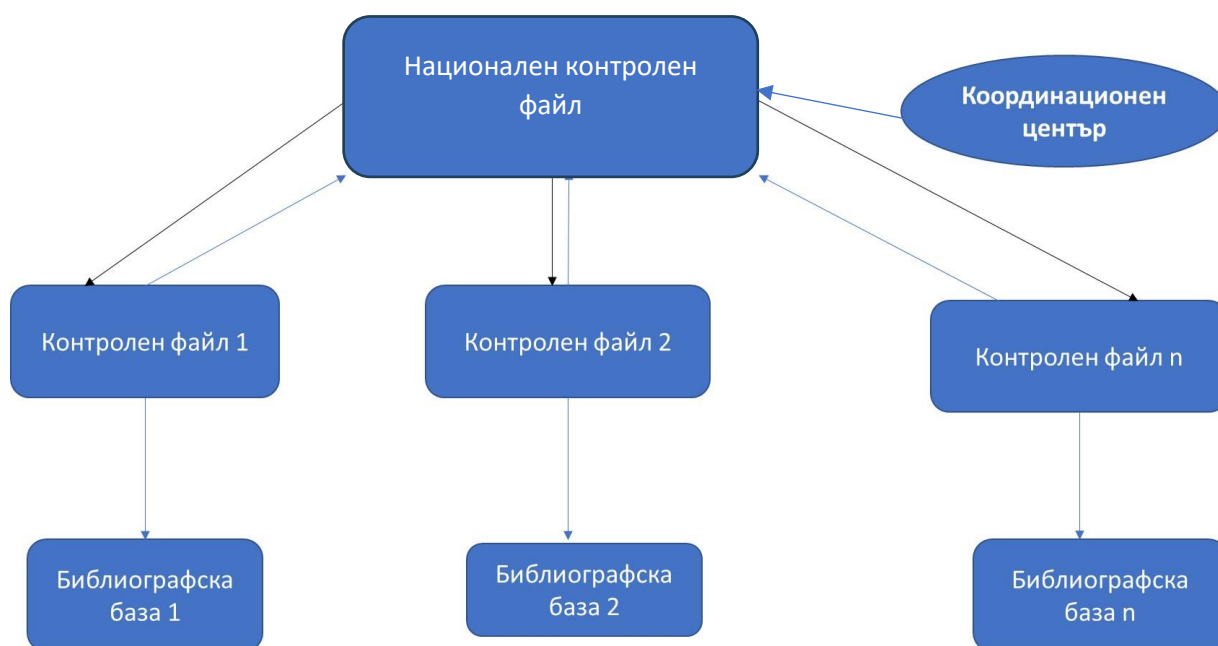 Национален контролен
файл
Координационен
център
Контролен файл 1
Контролен файл 2
Контролен файл n
Библиографска
база 1
Библиографска
база 2
Библиографска
база n